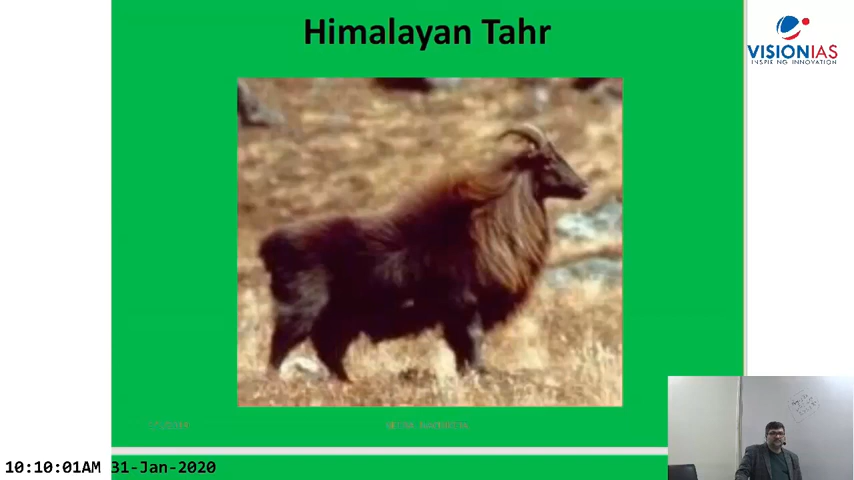 Himalayan Tahr
VISIONIAS
INSPIRING INNOVATION
10:10:01AM 31-Jan-2020